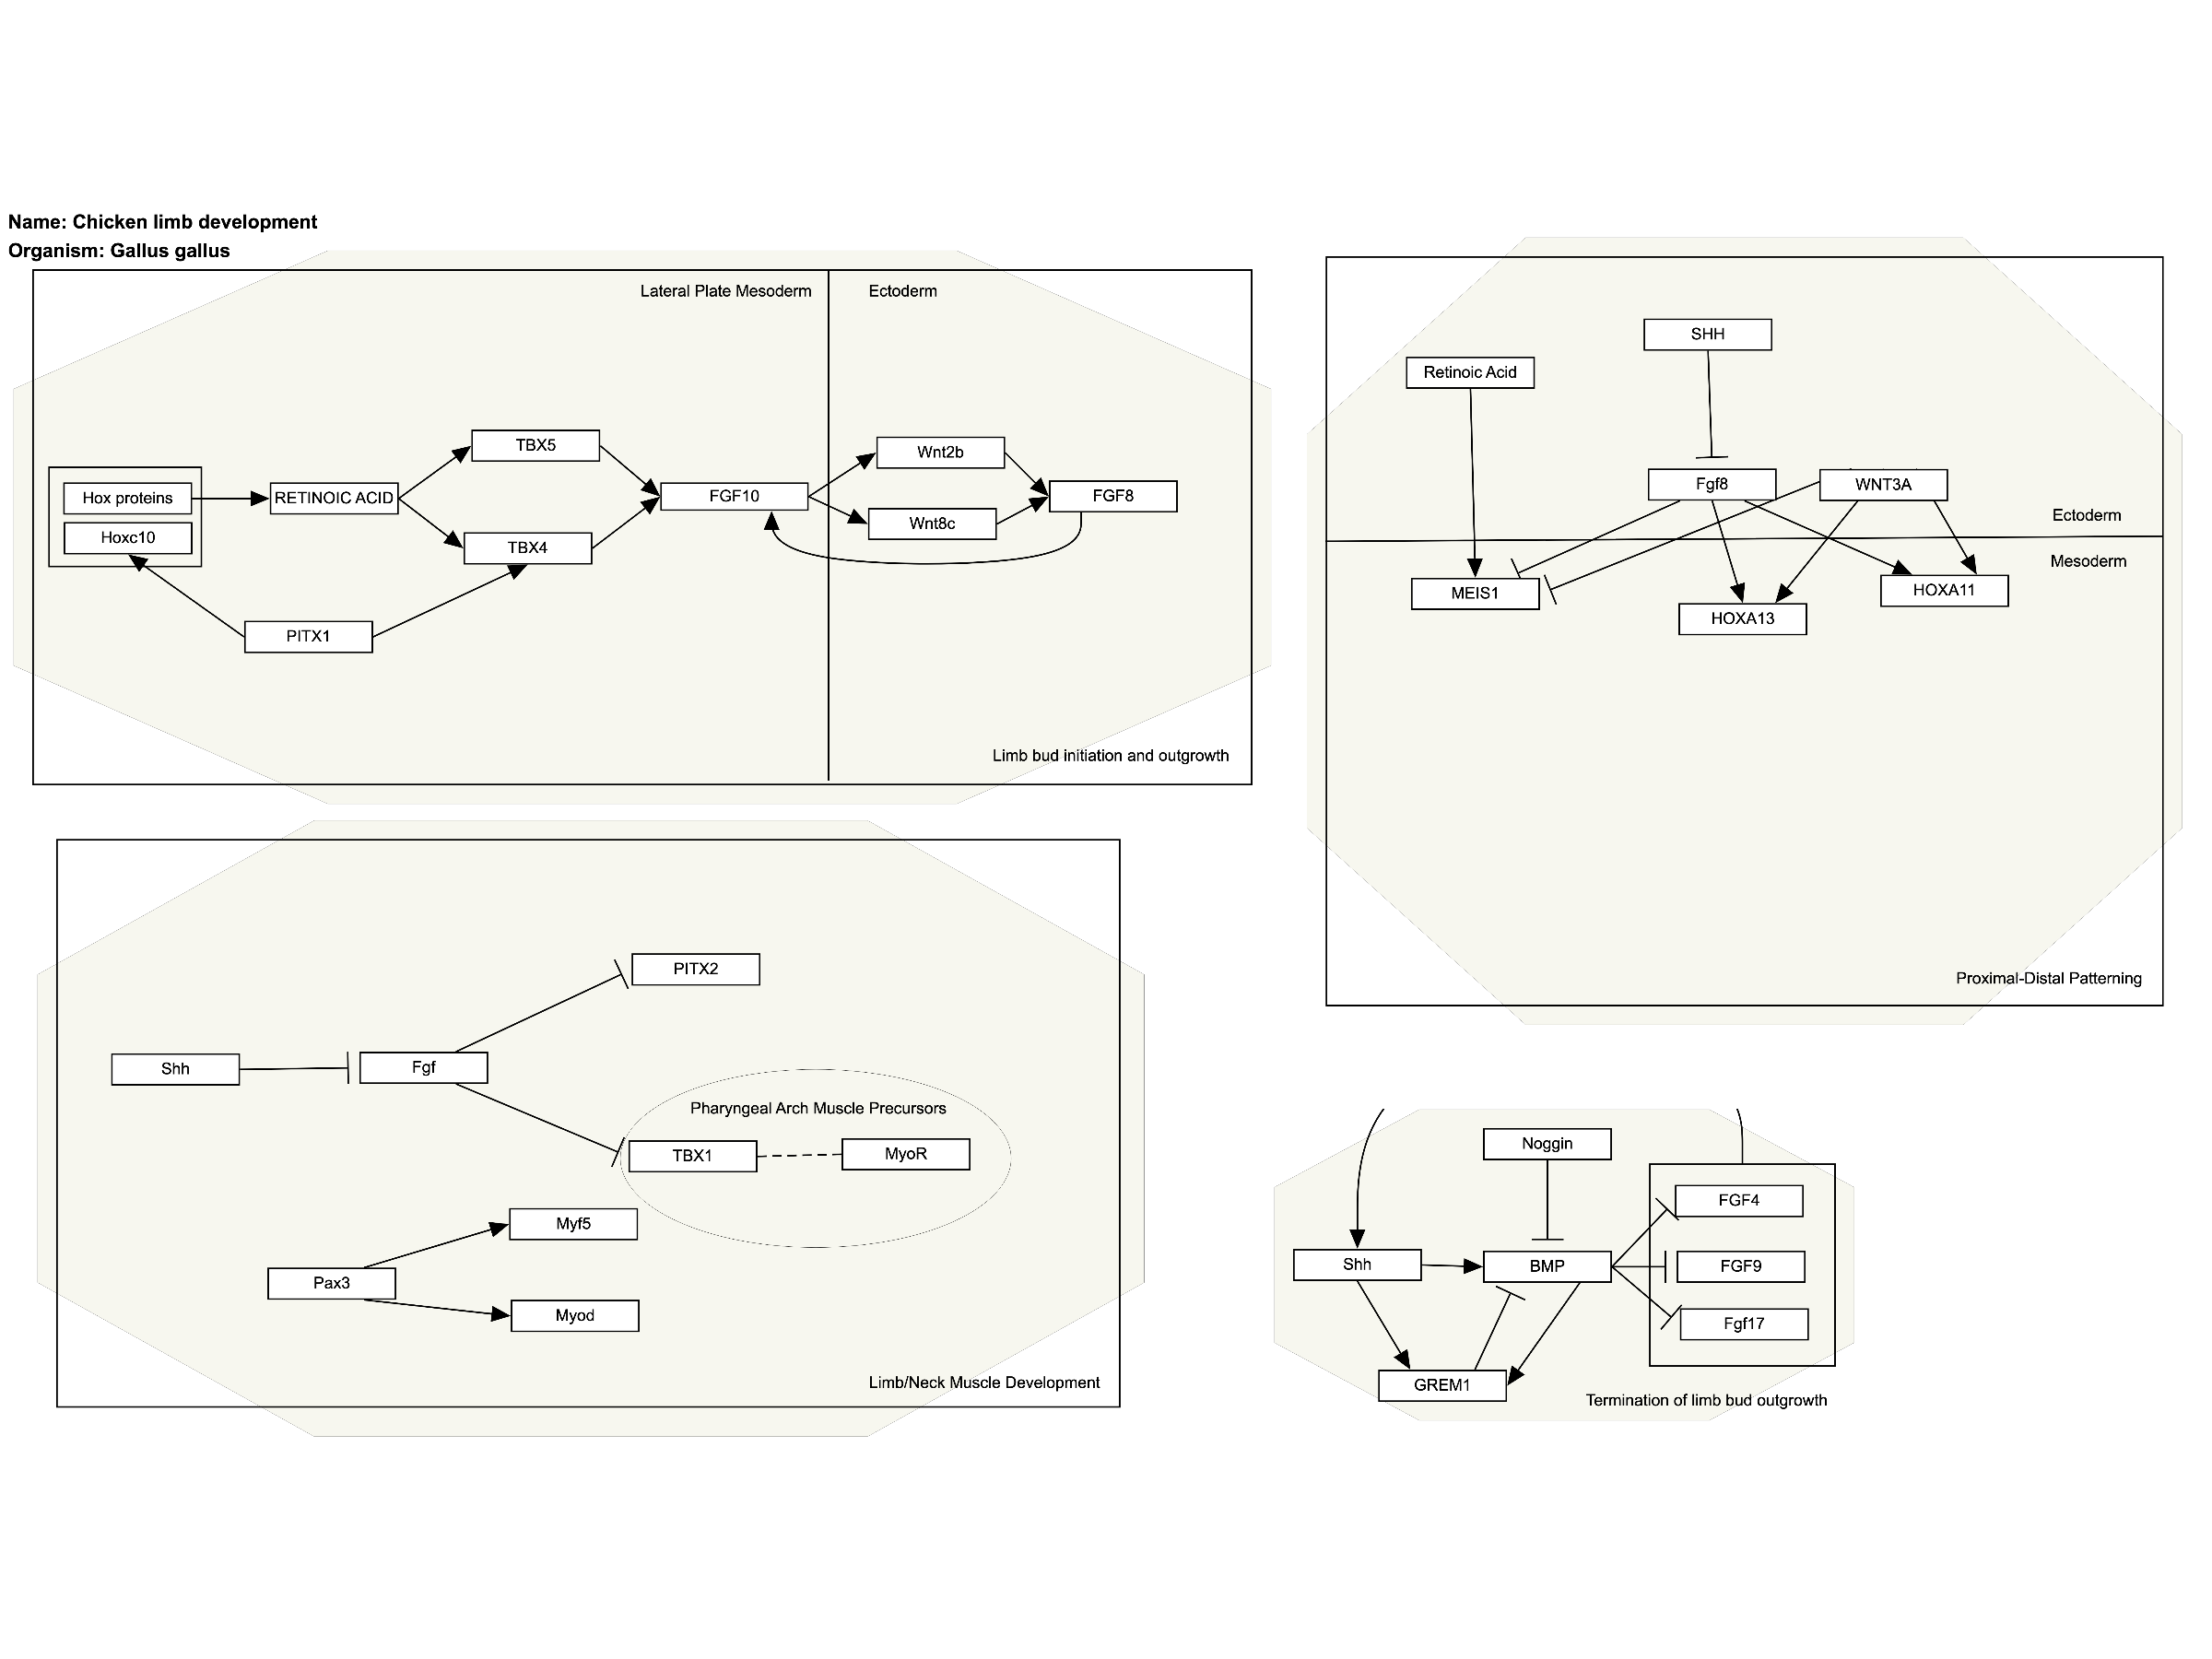 Name: Chicken limb development
Organism: Gallus gallus
Lateral Plate Mesoderm
Ectoderm
TBX5
Wnt2b
Hox proteins
RETINOIC ACID
FGF10
FGF8
Hoxc10
Wnt8c
TBX4
PITX1
Limb bud initiation and outgrowth
SHH
Retinoic Acid
Fgf8
WNT3A
Ectoderm
Mesoderm
MEIS1
HOXA11
HOXA13
Proximal-Distal Patterning
PITX2
Shh
Fgf
Pharyngeal Arch Muscle Precursors
TBX1
MyoR
Myf5
Pax3
Myod
Limb/Neck Muscle Development
Noggin
FGF4
Shh
BMP
FGF9
Fgf17
GREM1
Termination of limb bud outgrowth